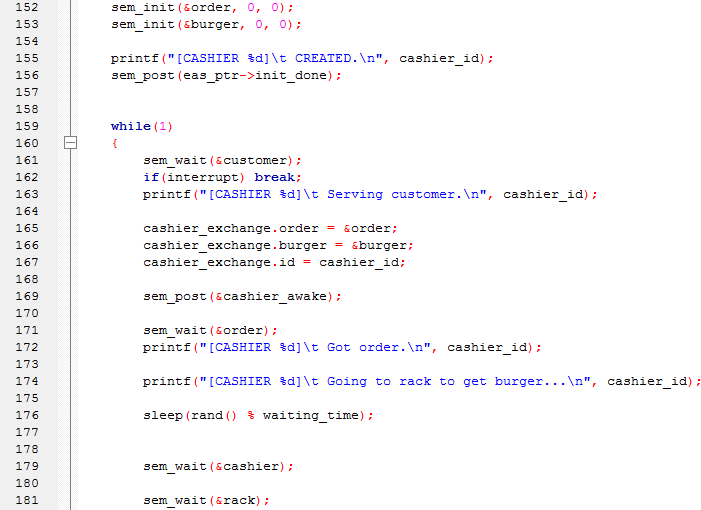 152 sem_init(&order, 0, 0);
153 sem_init(&burger, 0, 0);
154
155 printf("[CASHIER %d]\t CREATED.\n", cashier_id);
156 sem_post(eas_ptr->init_done);
157
158
159 while(1)
160 {
161 sem_wait(&customer);
162 if(interrupt) break;
163 printf("[CASHIER %d]\t Serving customer.\n", cashier_id);
164
165 cashier_exchange.order = &order;
166 cashier_exchange.burger = &burger;
167 cashier_exchange.id = cashier_id;
168
169 sem_post(&cashier_awake);
170
171 sem_wait(&order);
172 printf("[CASHIER %d]\t Got order.\n", cashier_id);
173
174 printf("[CASHIER %d]\t Going to rack to get burger...\n", cashier_id);
175
176 sleep(rand() % waiting_time);
177
178
179 sem_wait(&cashier);
180
181 sem_wait(&rack);